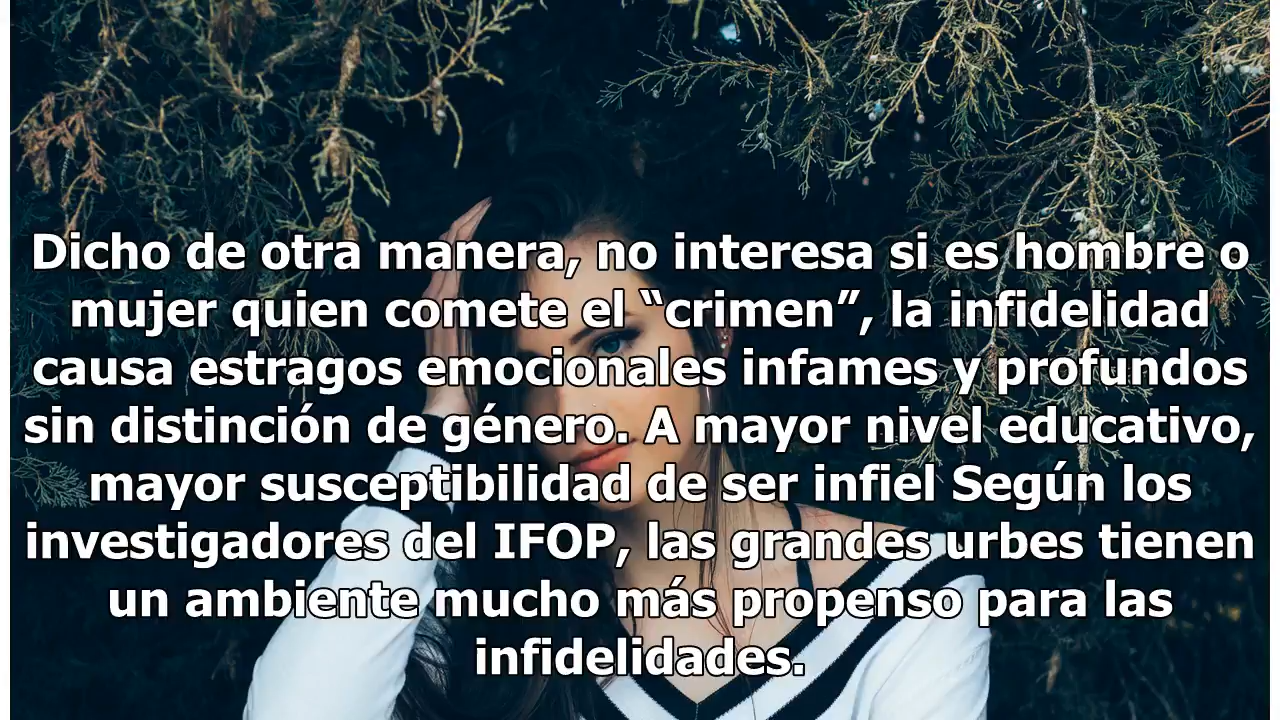 Dicho de otra manera, no interesa si es hombre o
mujer quien comete el “crimen”, la infidelidad
causa estragos emocionales infames y profundos
sin distinción de género. A mayor nivel educativo,
mayor susceptibilidad de ser infiel Según los
investigadores del IFOP, las grandes urbes tienen
un ambiente mucho más propenso para las
infidelidades.